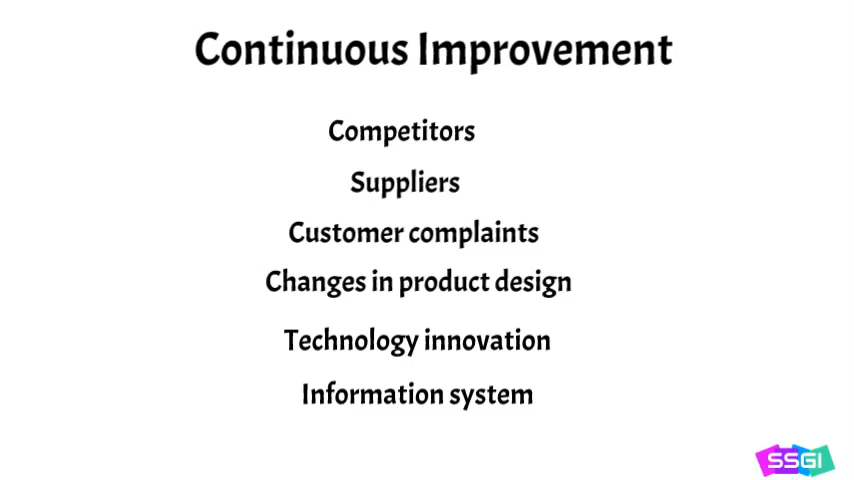 Continuous Improvement
Competitors
Suppliers
Customer complaints
Changes in product design
Technology innovation
Information system
SSGI